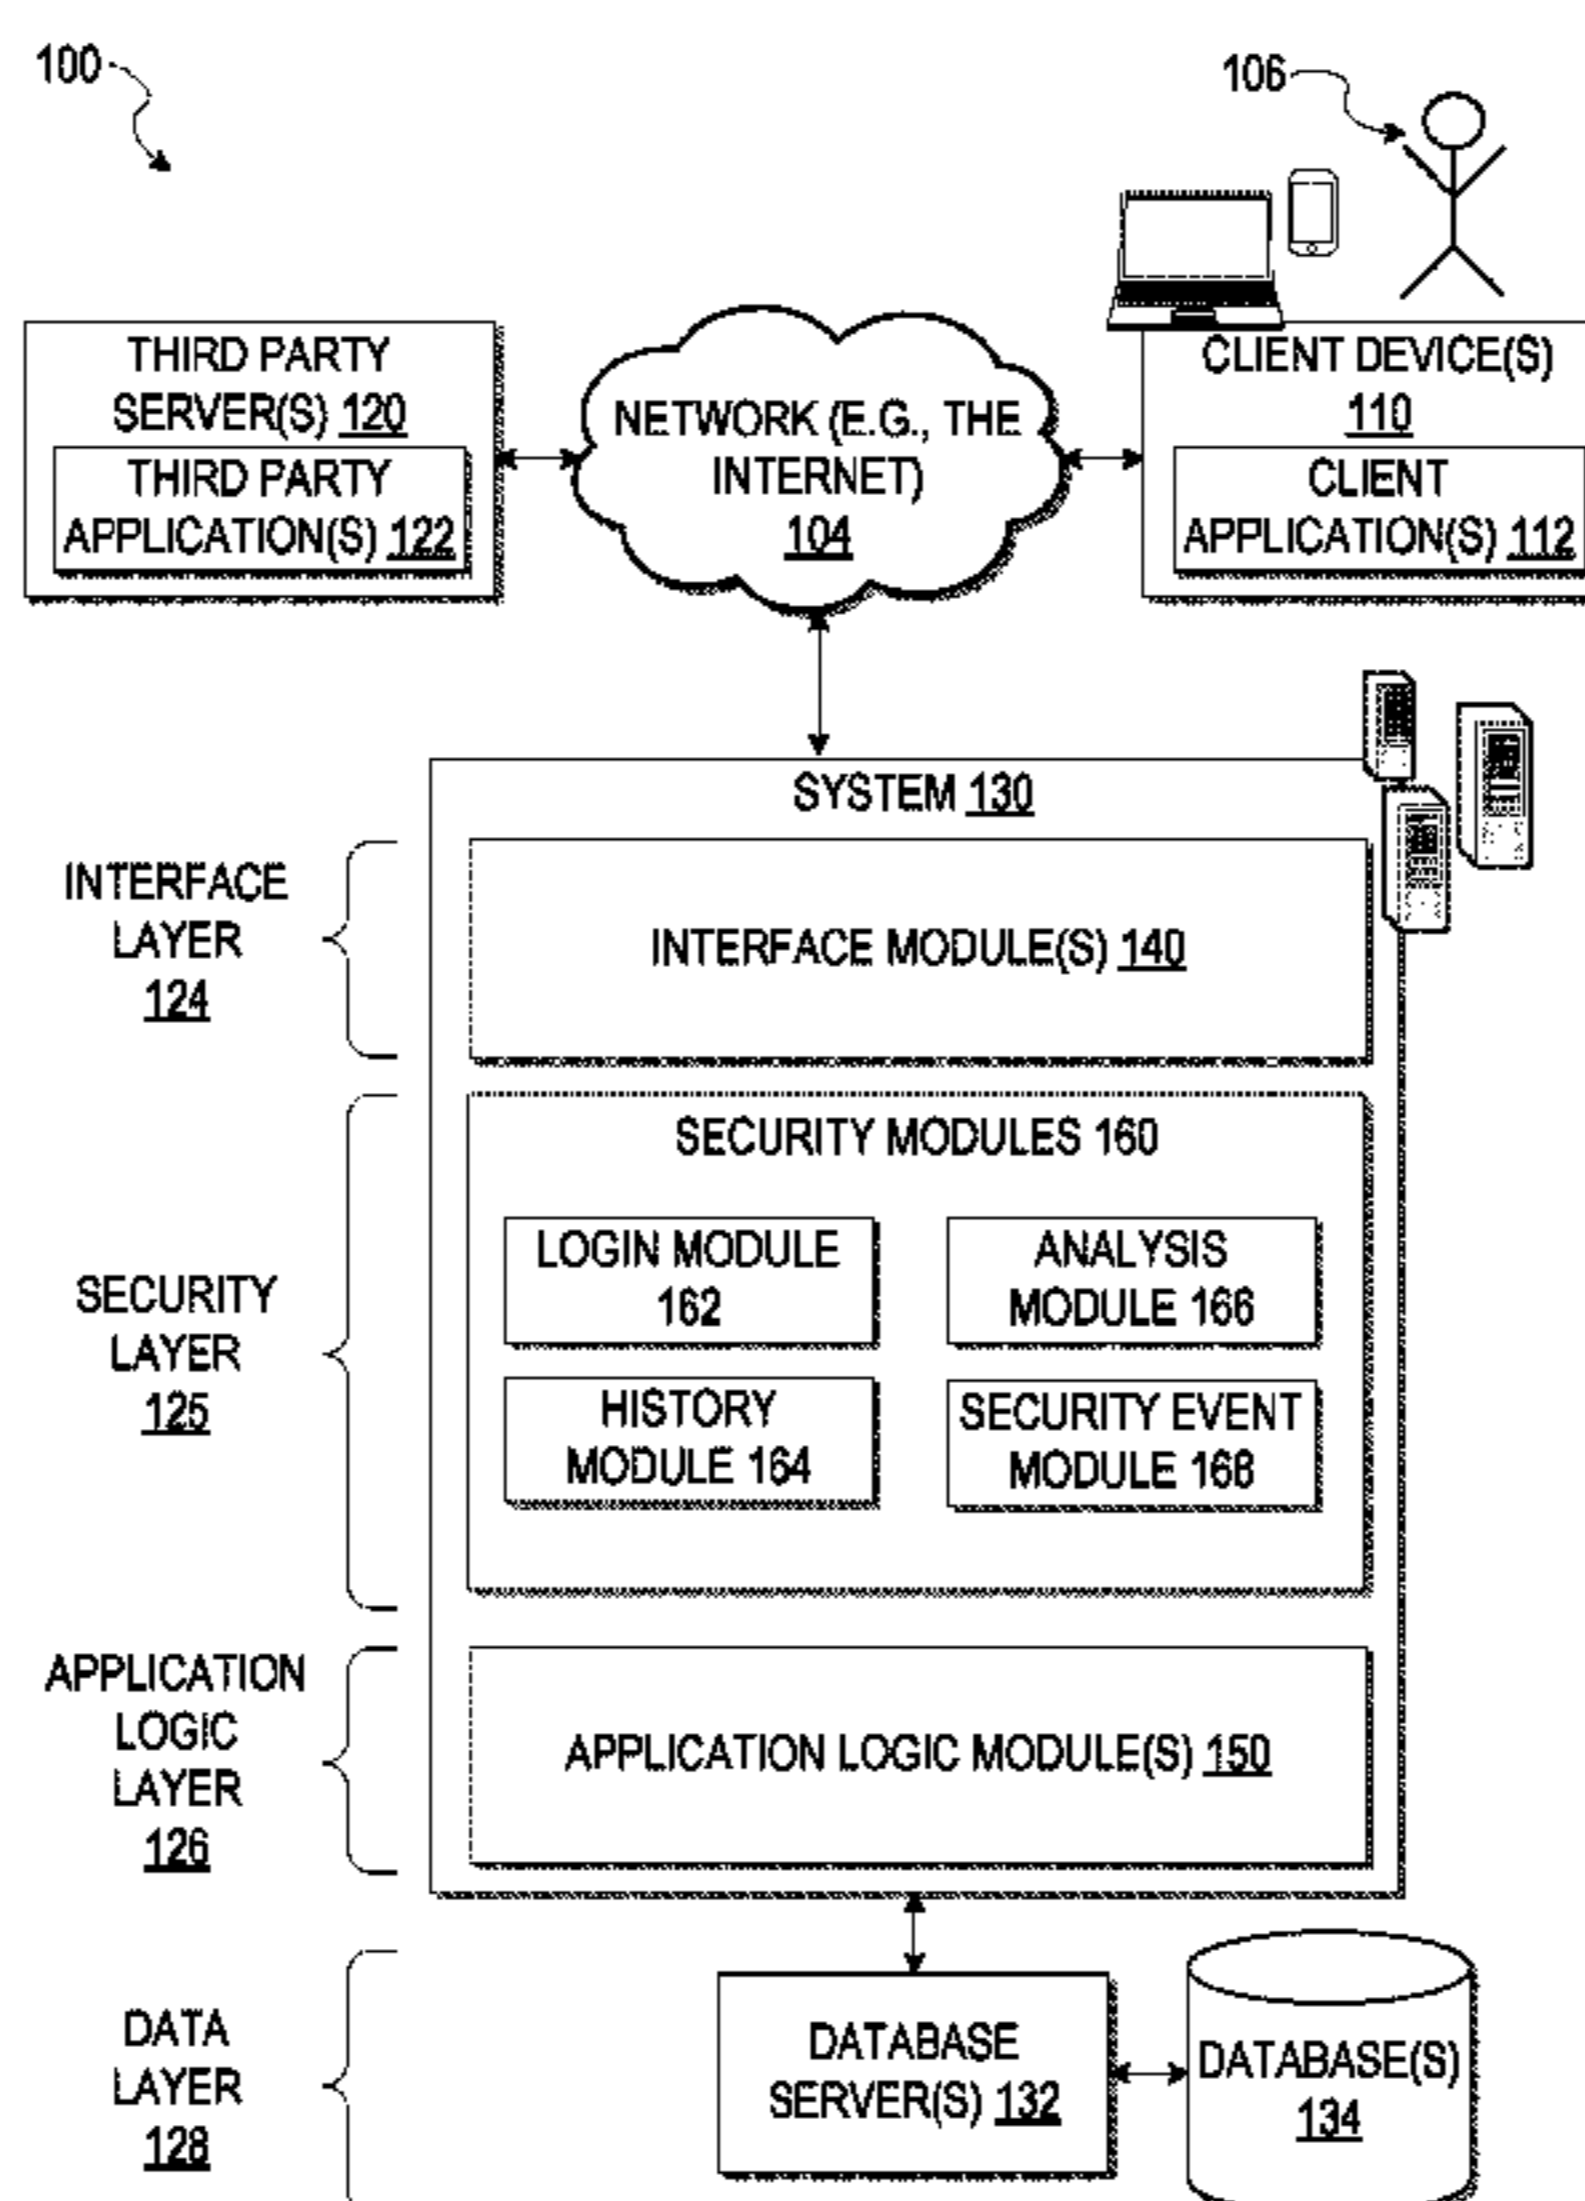 100
106
THIRD PARTY
SERVER(S) 120
THIRD PARTY
APPLICATION(S) 122
NETWORK (E.G., THE
INTERNET)
104
CLIENT DEVICE(S)
110
CLIENT
APPLICATION(S) 112
SYSTEM 130
INTERFACE
LAYER
124
INTERFACE MODULE(S) 140
SECURITY
LAYER
125
SECURITY MODULES 160
LOGIN MODULE
162
ANALYSIS
MODULE 166
HISTORY
MODULE 164
SECURITY EVENT
MODULE 168
APPLICATION
LOGIC
LAYER
126
APPLICATION LOGIC MODULE(S) 150
DATA
LAYER
128
DATABASE
SERVER(S) 132
DATABASE(S)
134